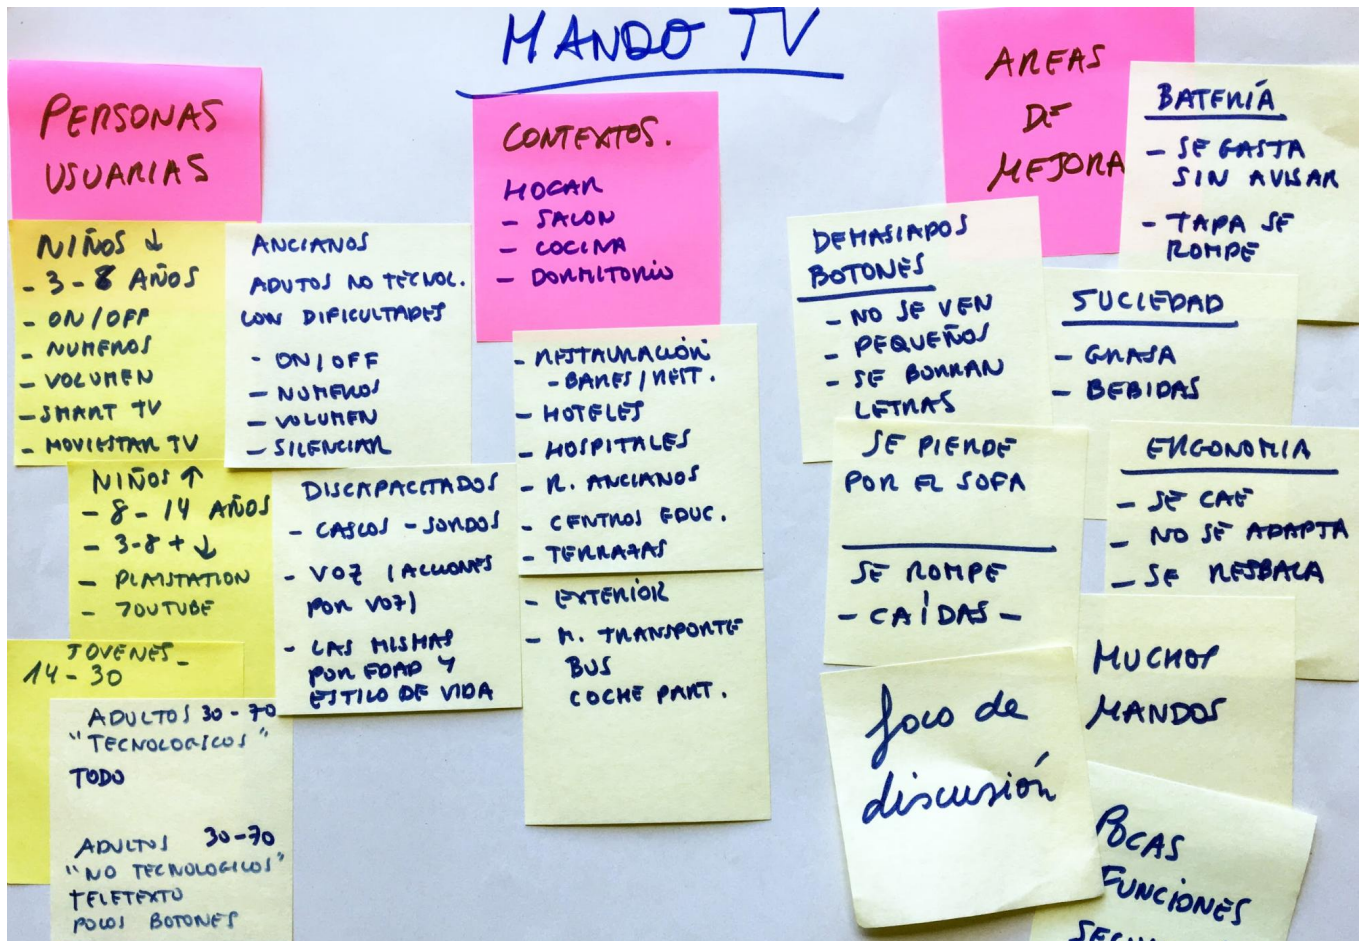 MANDO TV
PERSONAS
USUARIAS
NIÑOS ↓
- 3 - 8 AÑOS
- ON/OFF
- NUMEROS
- VOLUMEN
- SMART TV
- MOVIESTAR TV
ANCIANOS
ADUTOS NO TECNOL.
CON DIFICULTADES
- ON/OFF
- NUMEROS
- VOLUMEN
- SILENCIAR
NIÑOS ↑
- 8 - 14 AÑOS
- 3-8 + ↓
- PLAYSTATION
- YOUTUBE
DISCAPACITADOS
- CASCOS - SORDOS
- VOZ (ACCIONES
POR VOZ)
- LAS MISMAS
POR EDAD Y
ESTILO DE VIDA
JOVENES -
14 - 30
ADULTOS 30 - 70
"TECNOLOGICOS"
TODO
ADULTOS 30-70
"NO TECNOLOGICOS"
TELETEXTO
POCOS BOTONES
CONTEXTOS.
HOGAR
- SALON
- COCINA
- DORMITORIO
- RESTAURACIÓN
- BARES / REST.
- HOTELES
- HOSPITALES
- R. ANCIANOS
- CENTROS EDUC.
- TERRAZAS
- EXTERIOR
- M. TRANSPORTE
BUS
COCHE PART.
AREAS
DE
MEJORA
BATERÍA
- SE GASTA
SIN AVISAR
- TAPA SE
ROMPE
DEMASIADOS
BOTONES
- NO SE VEN
- PEQUEÑOS
- SE BORRAN
LETRAS
SUCIEDAD
- GRASA
- BEBIDAS
SE PIERDE
POR EL SOFA
SE ROMPE
- CAÍDAS -
ERGONOMIA
- SE CAE
- NO SE ADAPTA
- SE RESBALA
foco de
discusión
MUCHOS
MANDOS
POCAS
FUNCIONES